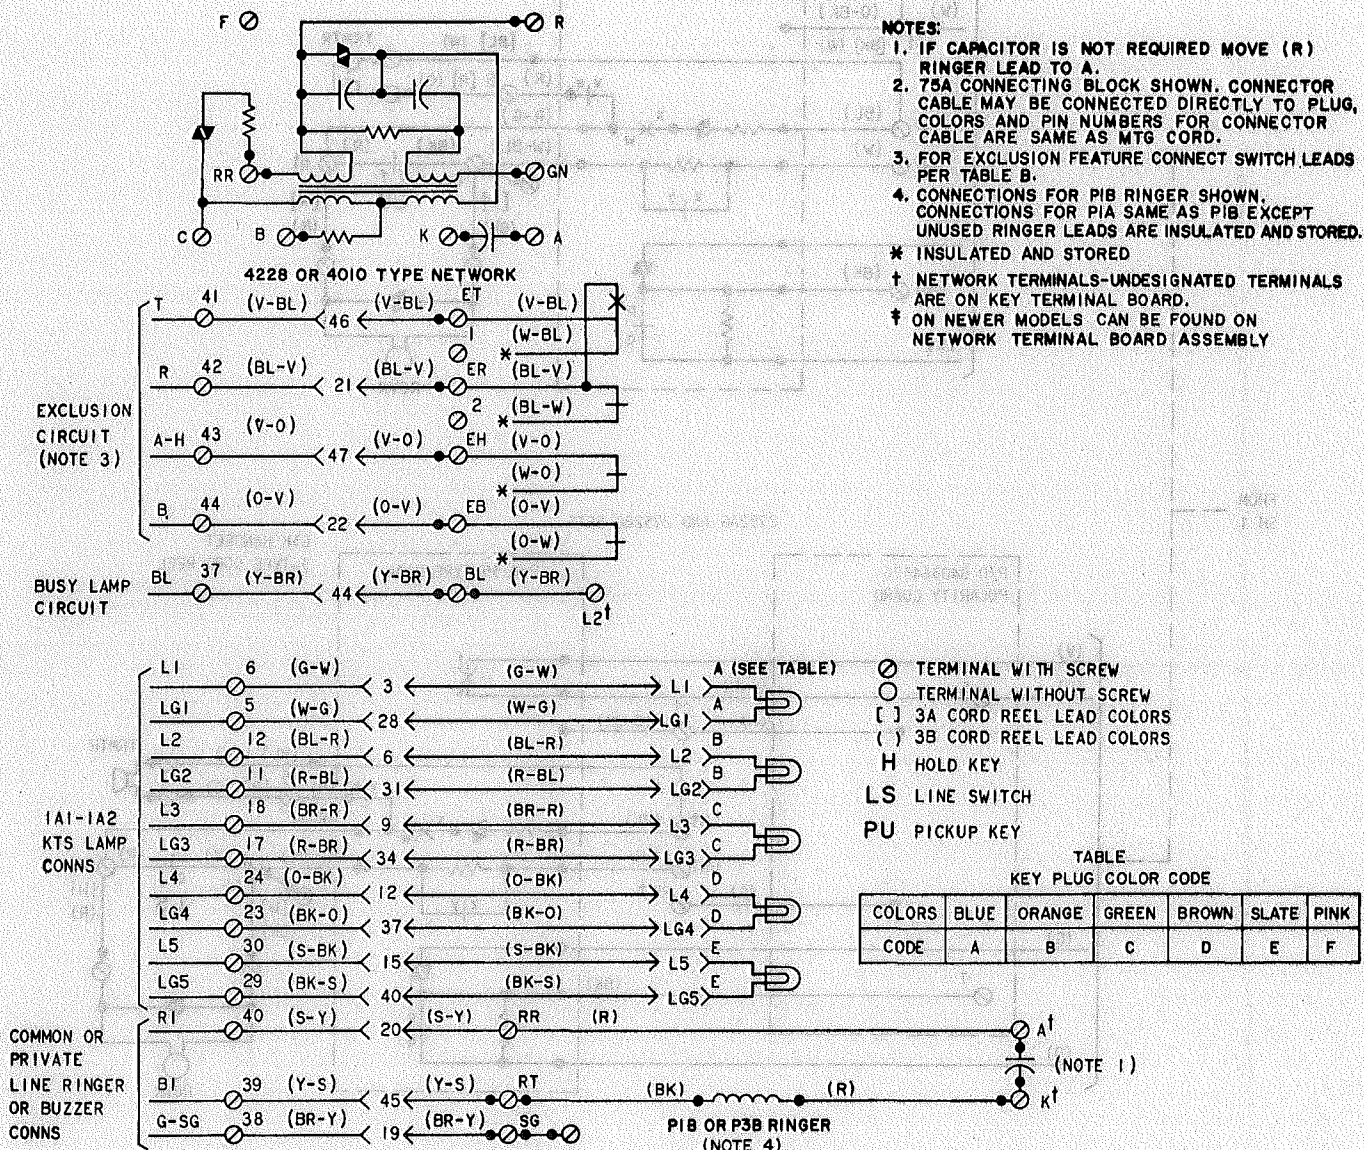 F R
NOTES:
1. IF CAPACITOR IS NOT REQUIRED MOVE (R)
RINGER LEAD TO A.
2. 75A CONNECTING BLOCK SHOWN. CONNECTOR
CABLE MAY BE CONNECTED DIRECTLY TO PLUG,
COLORS AND PIN NUMBERS FOR CONNECTOR
CABLE ARE SAME AS MTG CORD.
3. FOR EXCLUSION FEATURE CONNECT SWITCH LEADS
PER TABLE B.
4. CONNECTIONS FOR PIB RINGER SHOWN.
CONNECTIONS FOR PIA SAME AS PIB EXCEPT
UNUSED RINGER LEADS ARE INSULATED AND STORED.
* INSULATED AND STORED
† NETWORK TERMINALS-UNDESIGNATED TERMINALS
ARE ON KEY TERMINAL BOARD.
‡ ON NEWER MODELS CAN BE FOUND ON
NETWORK TERMINAL BOARD ASSEMBLY
RR GN
C B K A
4228 OR 4010 TYPE NETWORK
T 41 (V-BL) 46 (V-BL) ET (V-BL)
1 * (W-BL)
R 42 (BL-V) 21 (BL-V) ER (BL-V)
2 * (BL-W)
EXCLUSION
CIRCUIT
(NOTE 3)
A-H 43 (V-O) 47 (V-O) EH (V-O)
* (W-O)
B 44 (O-V) 22 (O-V) EB (O-V)
* (O-W)
BUSY LAMP
CIRCUIT
BL 37 (Y-BR) 44 (Y-BR) BL (Y-BR)
L2†
L1 6 (G-W) 3 (G-W) L1 A (SEE TABLE)
LG1 5 (W-G) 28 (W-G) LG1 A
L2 12 (BL-R) 6 (BL-R) L2 B
LG2 11 (R-BL) 31 (R-BL) LG2 B
L3 18 (BR-R) 9 (BR-R) L3 C
LG3 17 (R-BR) 34 (R-BR) LG3 C
L4 24 (O-BK) 12 (O-BK) L4 D
LG4 23 (BK-O) 37 (BK-O) LG4 D
L5 30 (S-BK) 15 (S-BK) L5 E
LG5 29 (BK-S) 40 (BK-S) LG5 E
1A1-1A2
KTS LAMP
CONNS
TERMINAL WITH SCREW
TERMINAL WITHOUT SCREW
[ ] 3A CORD REEL LEAD COLORS
( ) 3B CORD REEL LEAD COLORS
H HOLD KEY
LS LINE SWITCH
PU PICKUP KEY
TABLE
KEY PLUG COLOR CODE
COLORS BLUE ORANGE GREEN BROWN SLATE PINK
CODE A B C D E F
R1 40 (S-Y) 20 (S-Y) RR (R) A†
(NOTE 1)
COMMON OR
PRIVATE
LINE RINGER
OR BUZZER
CONNS
B1 39 (Y-S) 45 (Y-S) RT (BK) (R) K†
G-SG 38 (BR-Y) 19 (BR-Y) SG
PIB OR P3B RINGER
(NOTE 4)